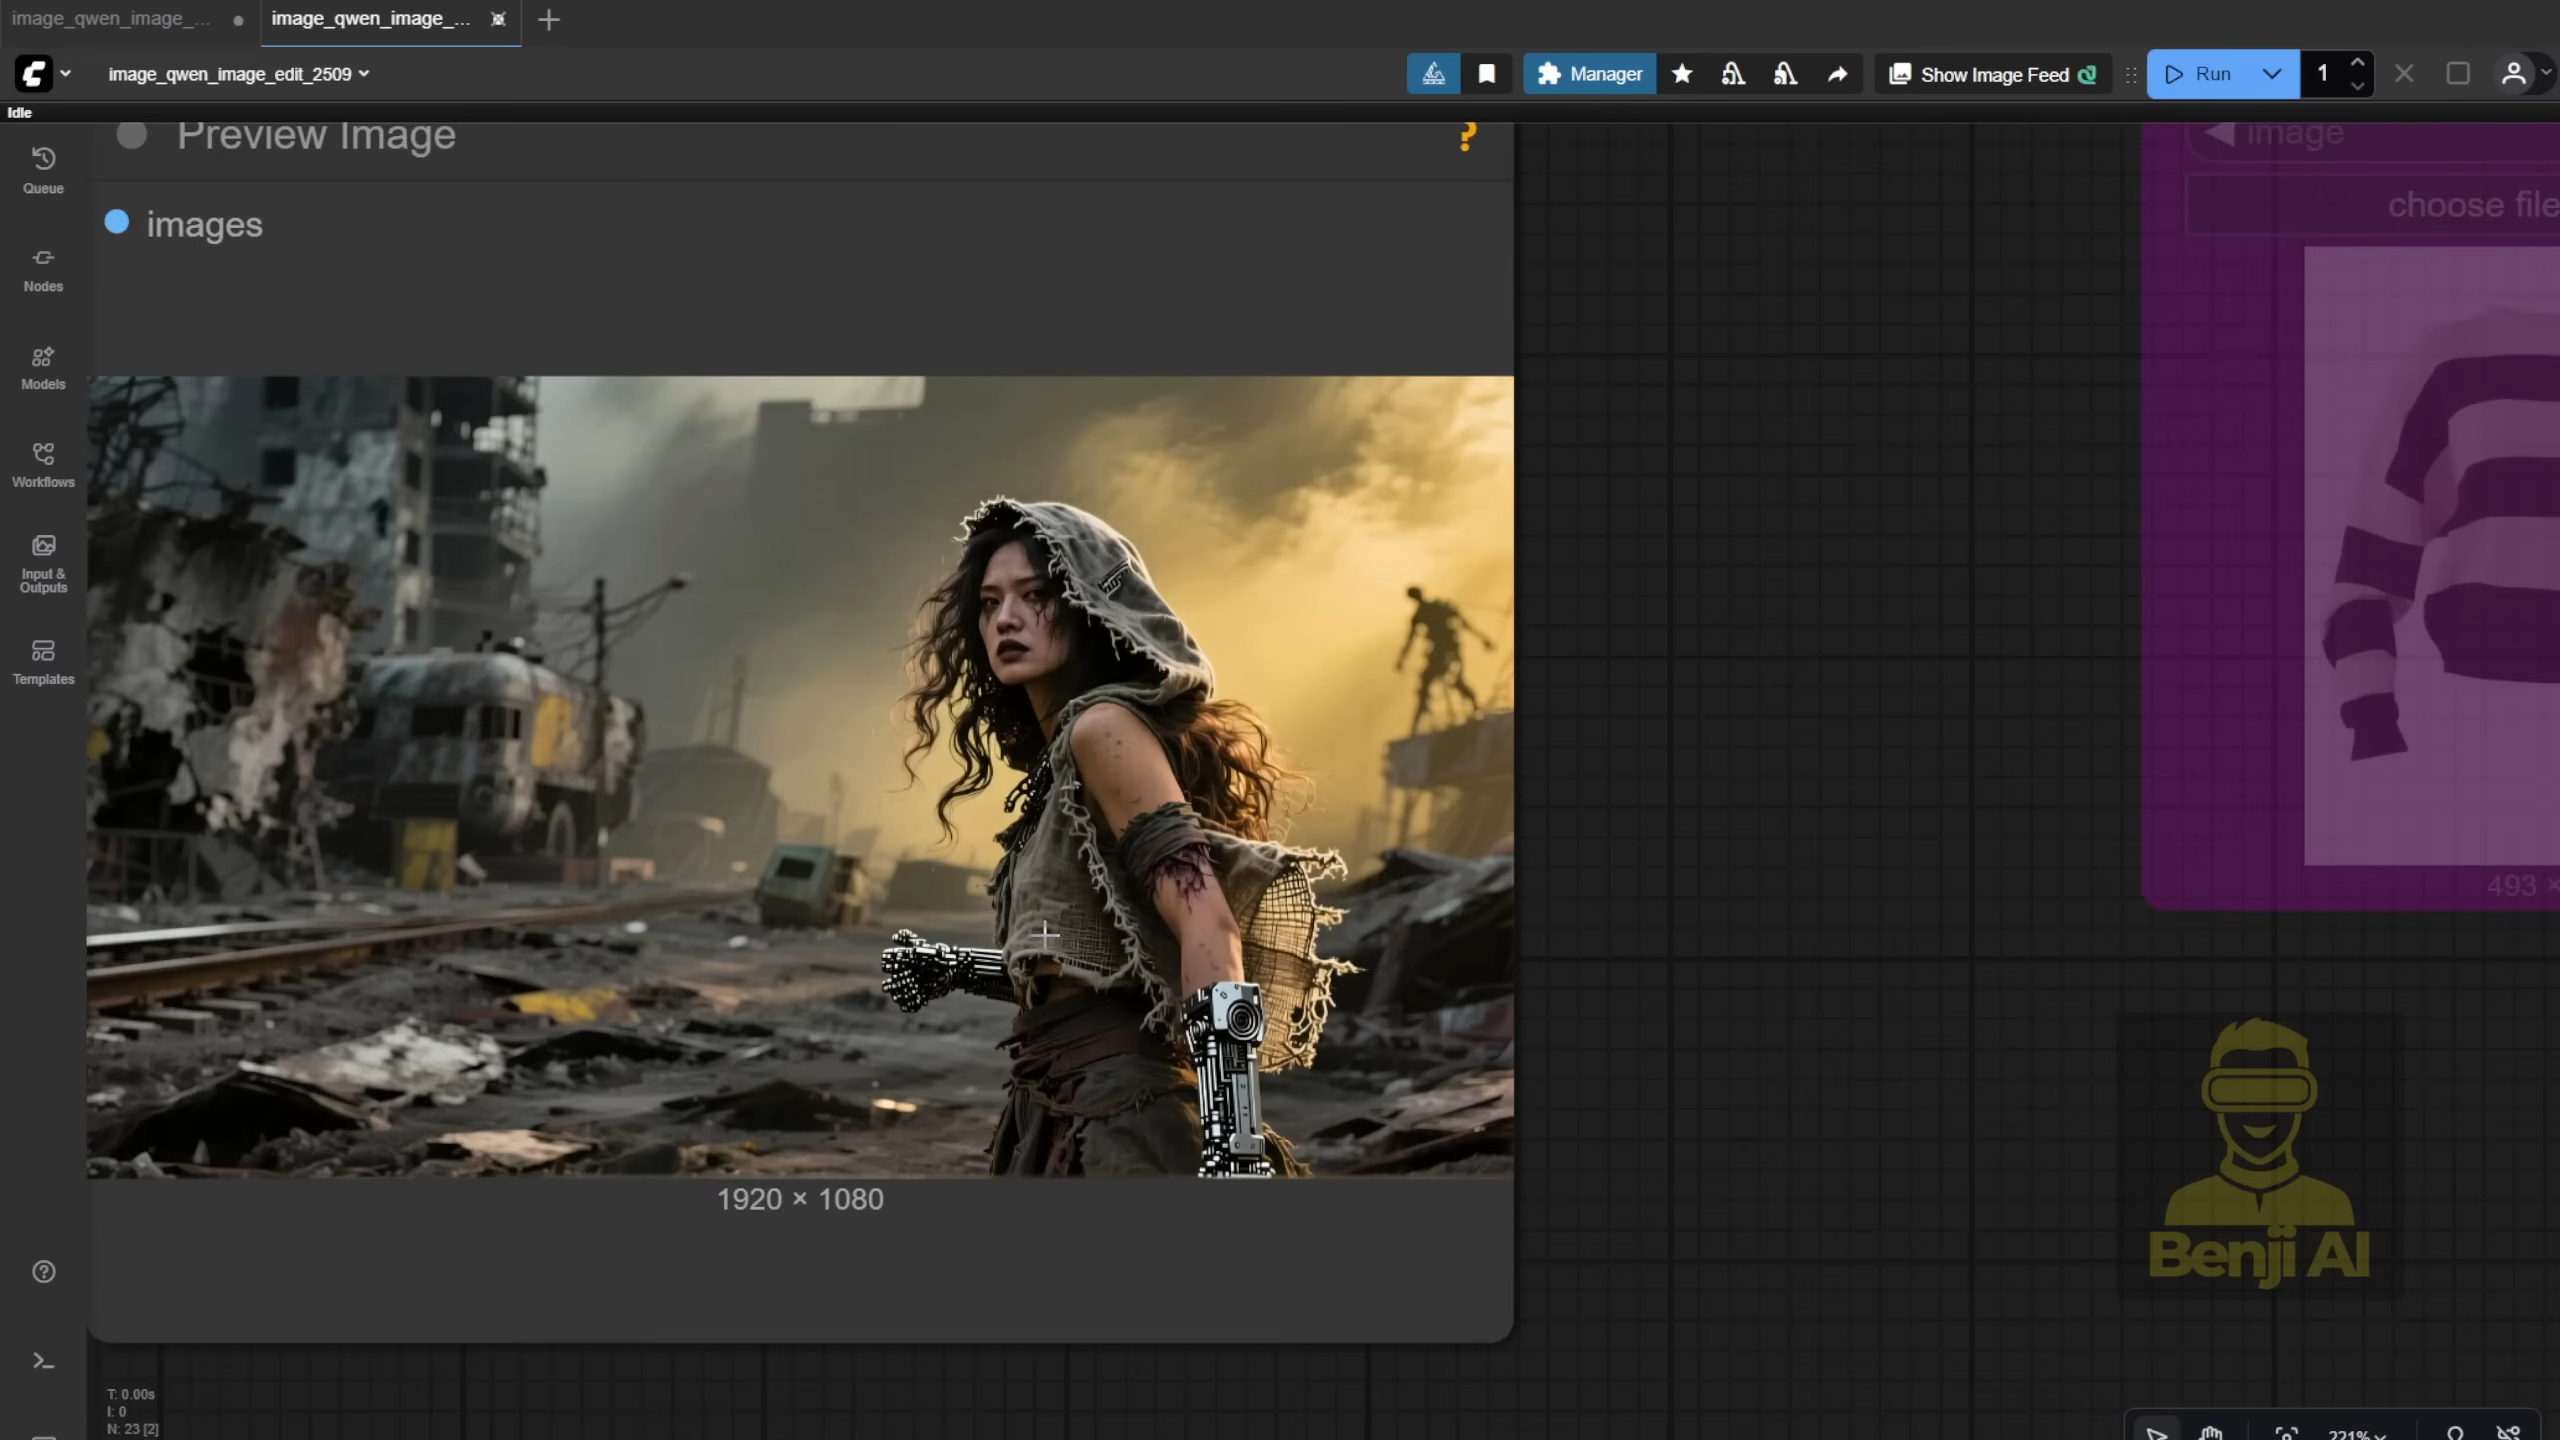 image_qwen_image_...
image_qwen_image_...
image_qwen_image_edit_2509
Manager
Show Image Feed
Run
1
Idle
Queue
Nodes
Models
Workflows
Input &
Outputs
Templates
Preview Image
?
images
1920 × 1080
image
choose file
493 ×
Benji AI
T: 0.00s
I: 0
N: 23 [2]
221%